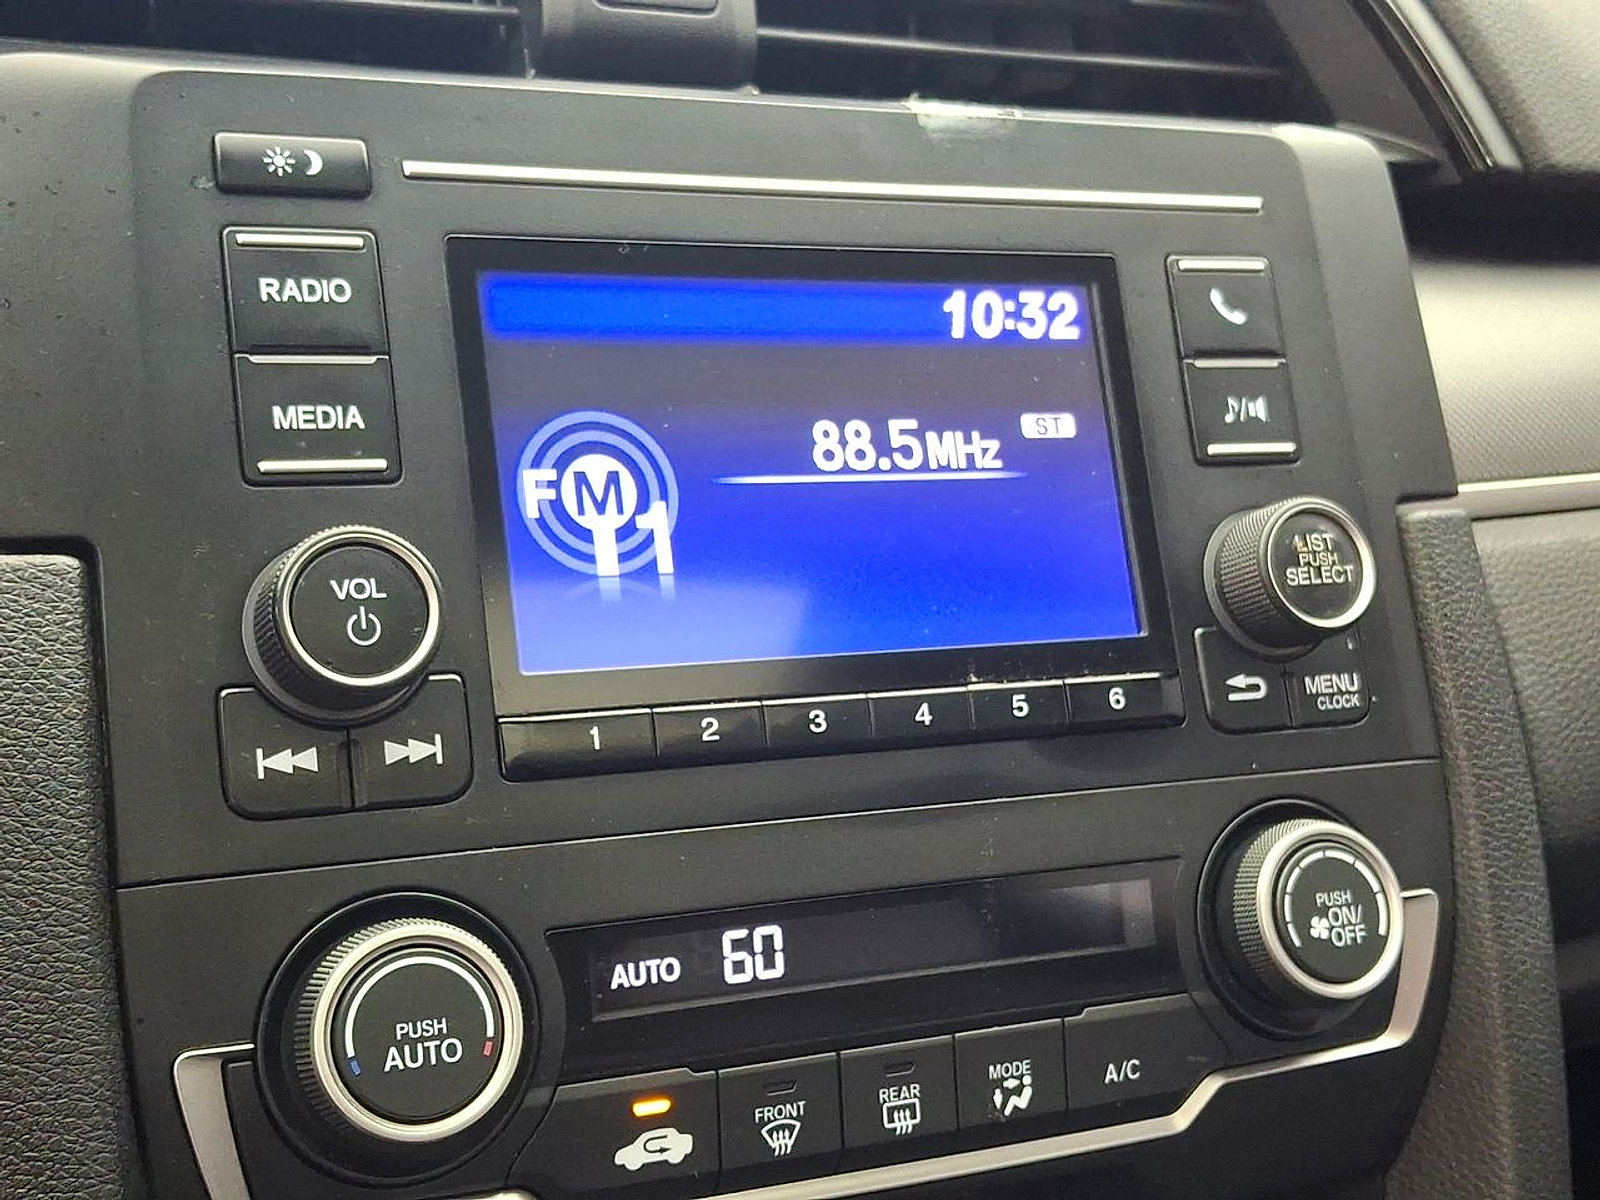 RADIO
MEDIA
VOL
10:32
88.5MHz
ST
FM
1
LIST
PUSH
SELECT
MENU
CLOCK
1 2 3 4 5 6
AUTO 60
PUSH
AUTO
PUSH
ON/
OFF
FRONT
REAR
MODE
A/C